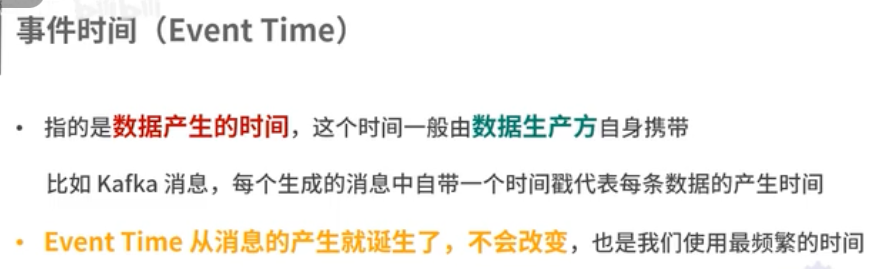 事件时间（Event Time）
• 指的是数据产生的时间，这个时间一般由数据生产方自身携带
比如 Kafka 消息，每个生成的消息中自带一个时间戳代表每条数据的产生时间
• Event Time 从消息的产生就诞生了，不会改变，也是我们使用最频繁的时间